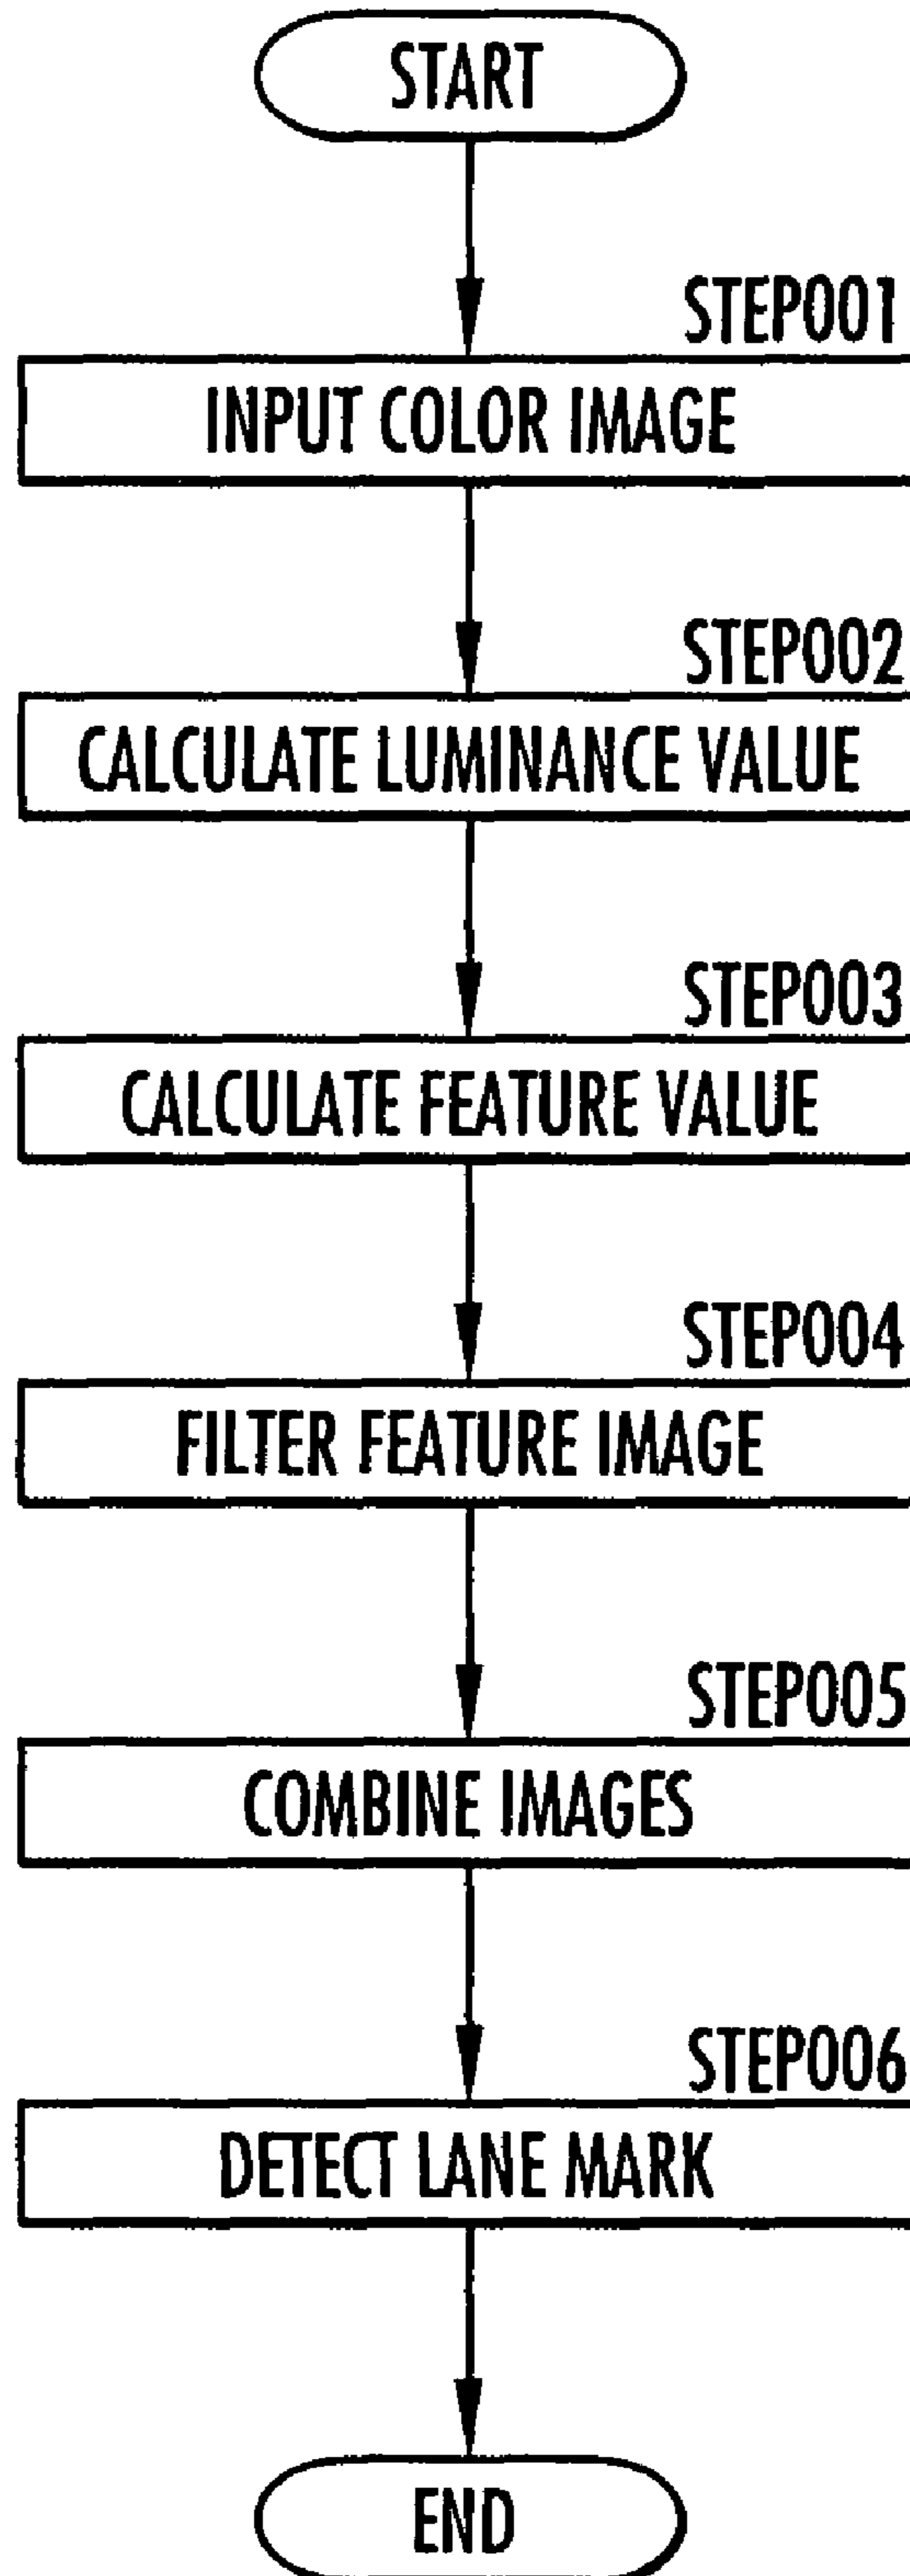 START
STEP001
INPUT COLOR IMAGE
STEP002
CALCULATE LUMINANCE VALUE
STEP003
CALCULATE FEATURE VALUE
STEP004
FILTER FEATURE IMAGE
STEP005
COMBINE IMAGES
STEP006
DETECT LANE MARK
END